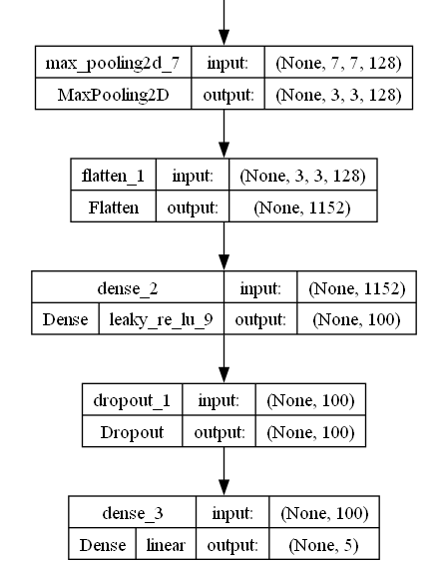 max_pooling2d_7 input: (None, 7, 7, 128)
MaxPooling2D output: (None, 3, 3, 128)
flatten_1 input: (None, 3, 3, 128)
Flatten output: (None, 1152)
dense_2 input: (None, 1152)
Dense leaky_re_lu_9 output: (None, 100)
dropout_1 input: (None, 100)
Dropout output: (None, 100)
dense_3 input: (None, 100)
Dense linear output: (None, 5)